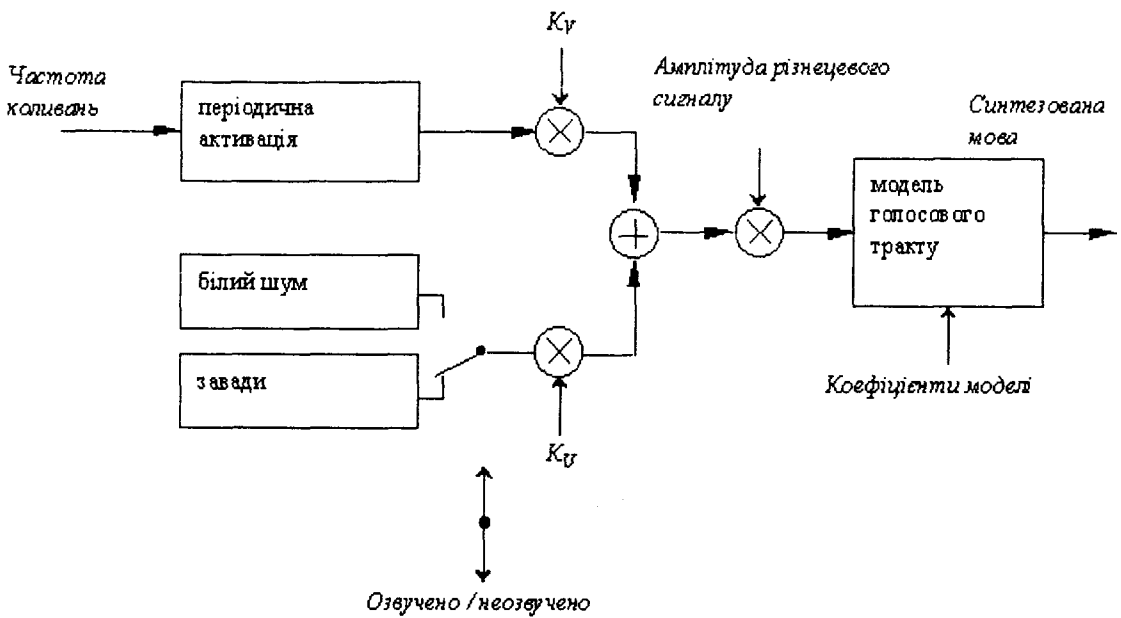 K_V
Частота
коливань
періодична
активація
Амплітуда різнецевого
сигналу
Синтезована
мова
модель
голосового
тракту
білий шум
завади
K_U
Коефіцієнти моделі
Озвучено / неозвучено